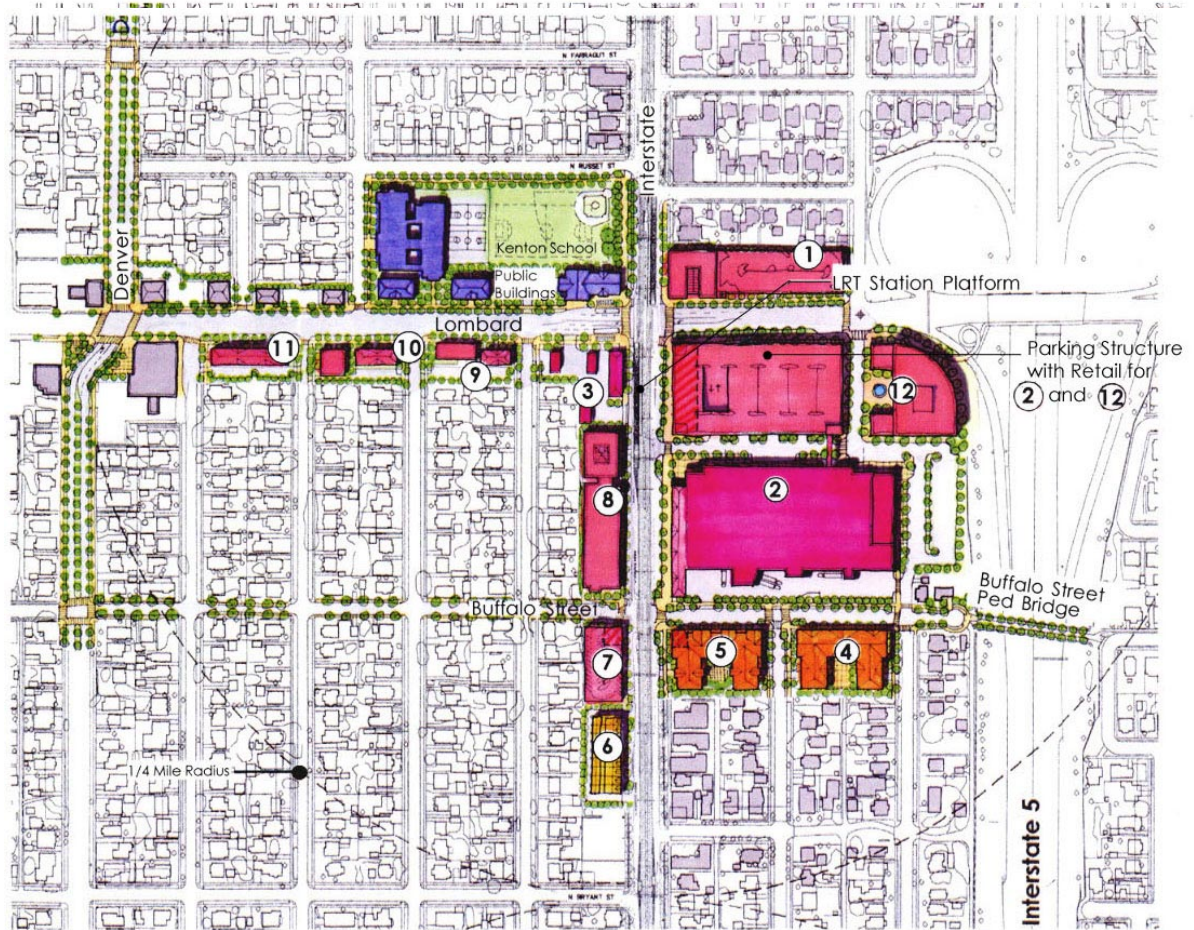 N FARRAGUT ST
N RUSSET ST
Interstate
Denver
Kenton School
Public
Buildings
1
LRT Station Platform
Lombard
Parking Structure
with Retail for
2 and 12
11
10
9
3
12
8
2
Buffalo Street
Buffalo Street
Ped Bridge
7
5
4
6
1/4 Mile Radius
N BRYANT ST
Interstate 5